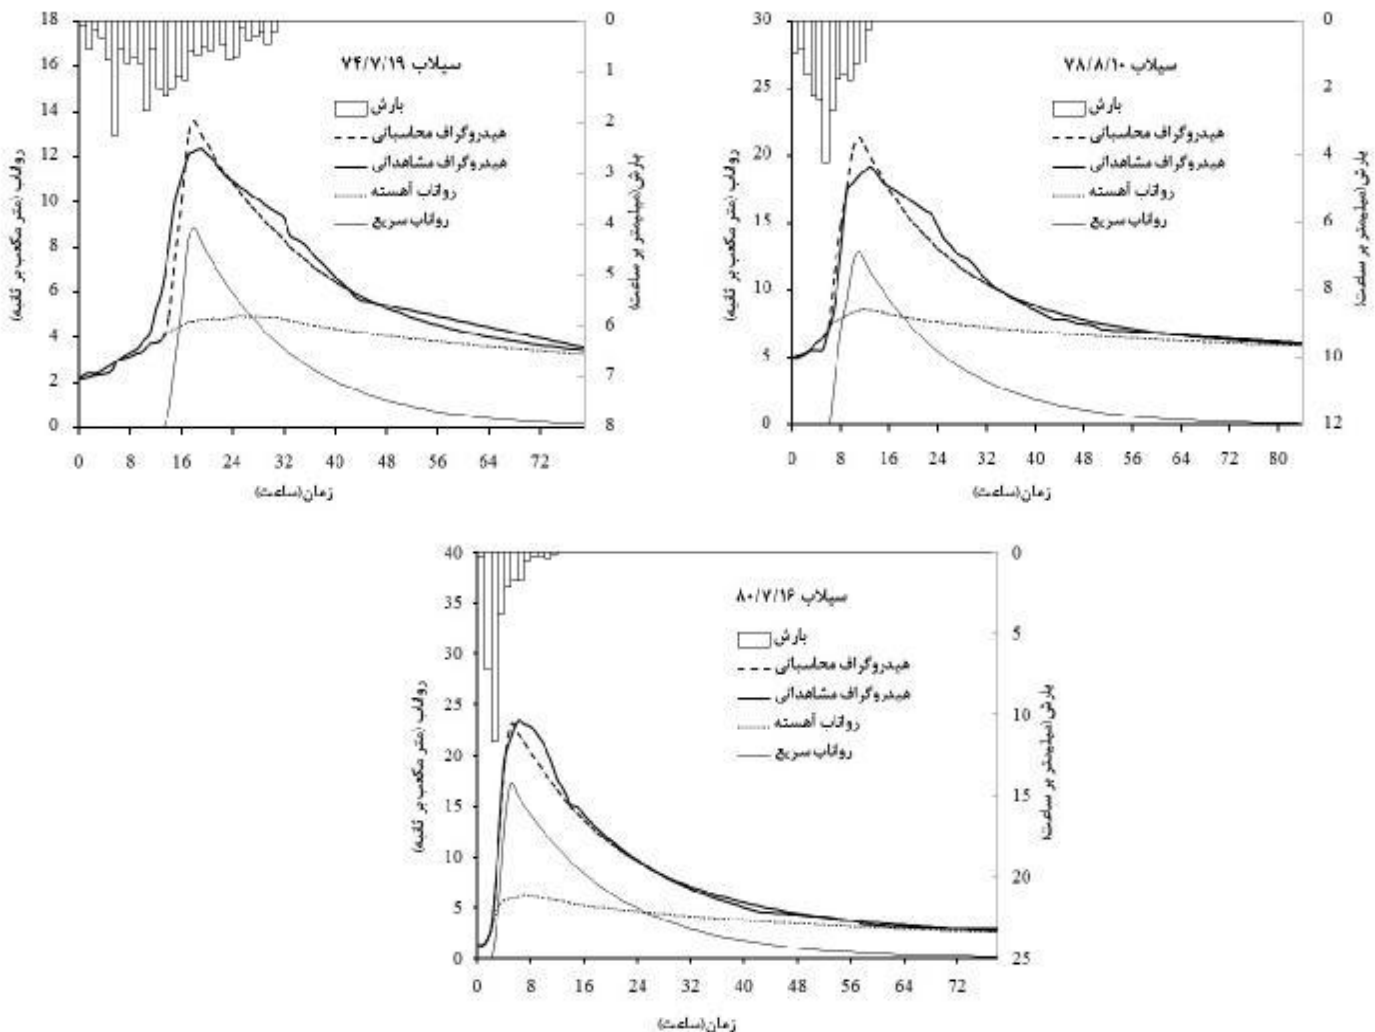 سیلاب ۷۴/۷/۱۹
بارش
هیدروگراف محاسباتی
هیدروگراف مشاهداتی
رواناب آهسته
رواناب سریع
رواناب (متر مکعب بر ثانیه)
18
16
14
12
10
8
6
4
2
0
0
1
2
3
4
5
6
7
8
بارش(میلیمتر بر ساعت)
0 8 16 24 32 40 48 56 64 72
زمان(ساعت)
سیلاب ۷۸/۸/۱۰
بارش
هیدروگراف محاسباتی
هیدروگراف مشاهداتی
رواناب آهسته
رواناب سریع
رواناب (متر مکعب بر ثانیه)
30
25
20
15
10
5
0
0
2
4
6
8
10
12
بارش(میلیمتر بر ساعت)
0 8 16 24 32 40 48 56 64 72 80
زمان(ساعت)
سیلاب ۸۰/۷/۱۶
بارش
هیدروگراف محاسباتی
هیدروگراف مشاهداتی
رواناب آهسته
رواناب سریع
رواناب (متر مکعب بر ثانیه)
40
35
30
25
20
15
10
5
0
0
5
10
15
20
25
بارش(میلیمتر بر ساعت)
0 8 16 24 32 40 48 56 64 72
زمان(ساعت)